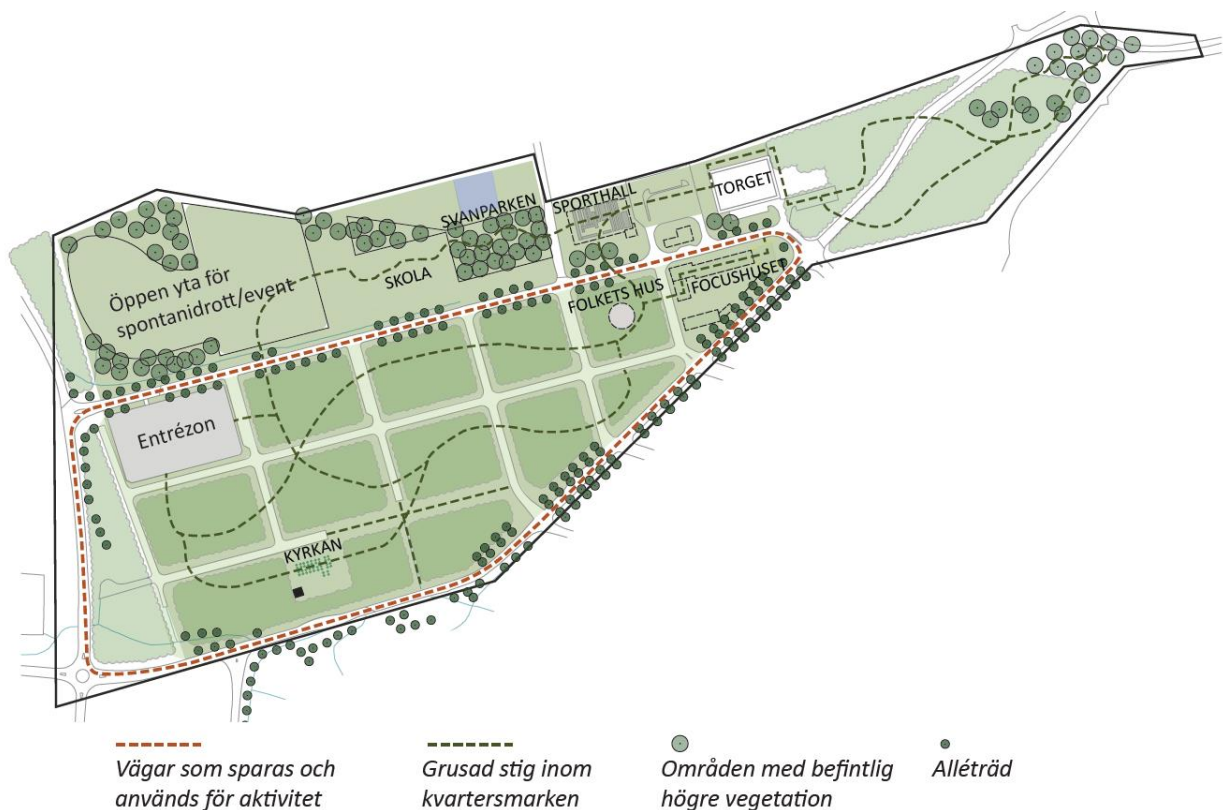 SVANPARKEN
SPORTHALL
TORGET
Öppen yta för
spontanidrott/event
SKOLA
FOLKETS HUS
FOCUSHUSET
Entrézon
KYRKAN
Vägar som sparas och
används för aktivitet
Grusad stig inom
kvartersmarken
Områden med befintlig
högre vegetation
Alléträd